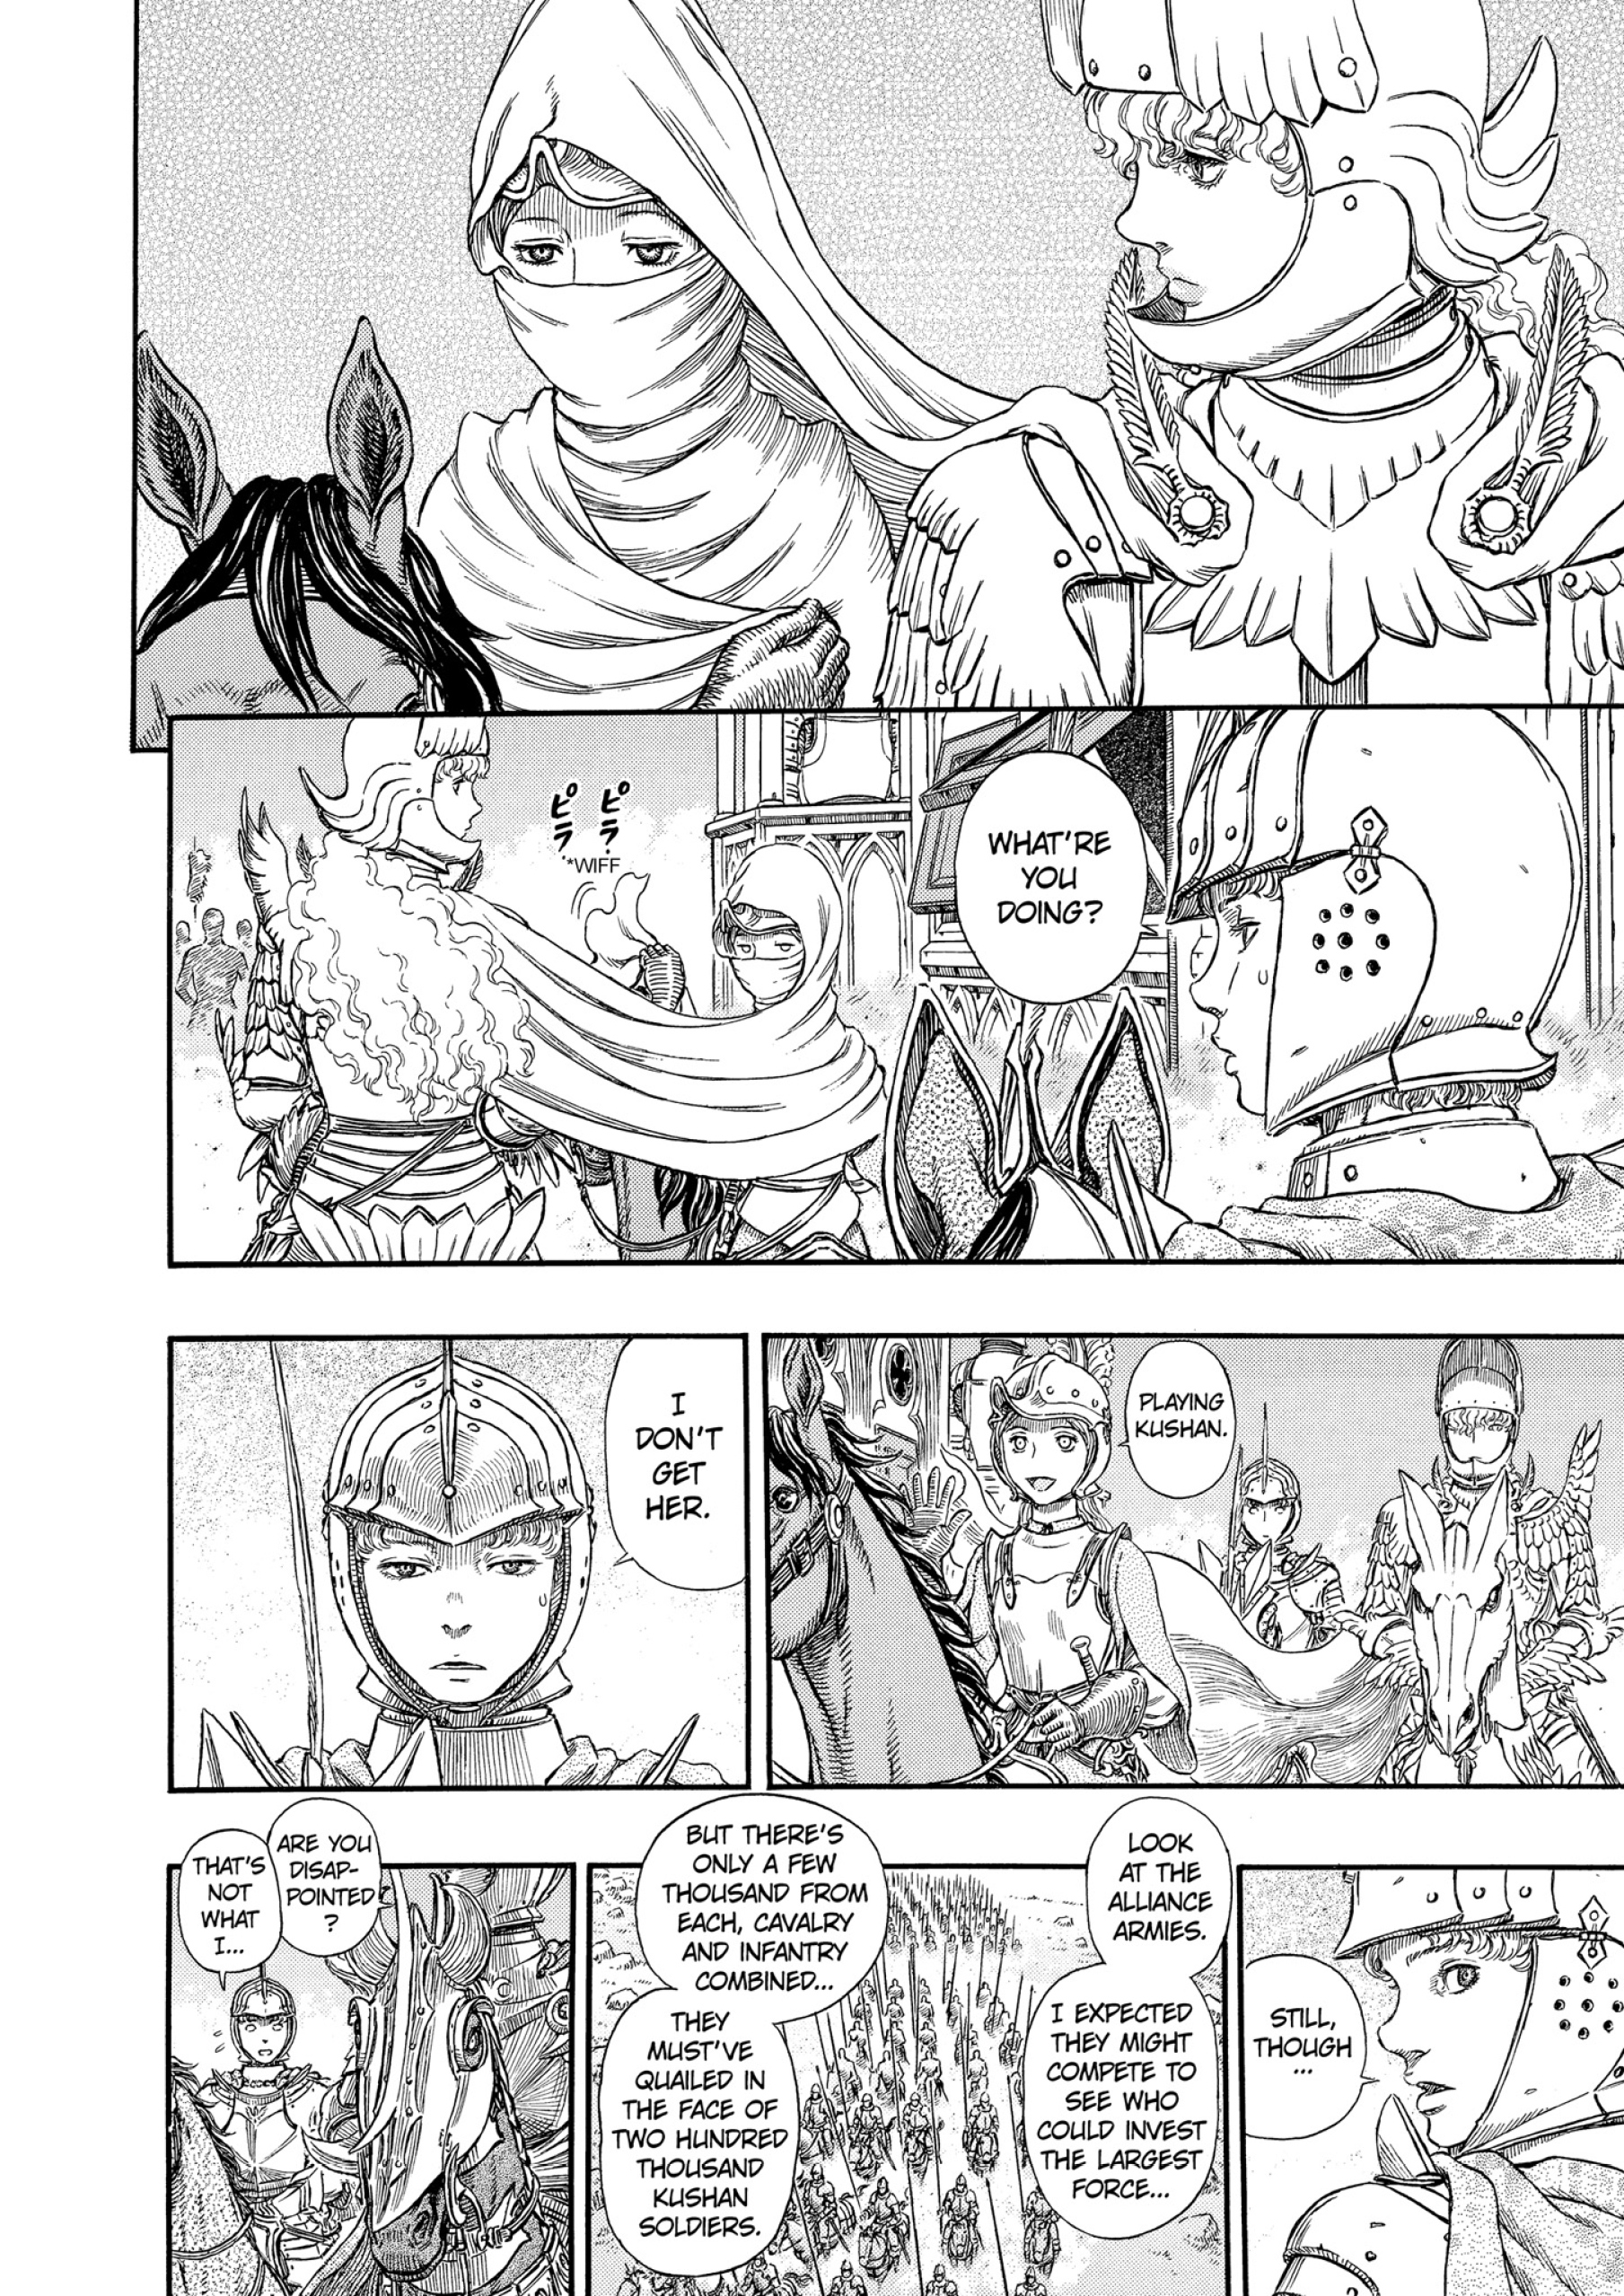 WHAT'RE
YOU
DOING?
ピラ
ピラ
*WIFF
PLAYING
KUSHAN.
I
DON'T
GET
HER.
STILL,
THOUGH
...
LOOK
AT THE
ALLIANCE
ARMIES.
I EXPECTED
THEY MIGHT
COMPETE TO
SEE WHO
COULD INVEST
THE LARGEST
FORCE...
BUT THERE'S
ONLY A FEW
THOUSAND FROM
EACH, CAVALRY
AND INFANTRY
COMBINED...
THEY
MUST'VE
QUAILED IN
THE FACE OF
TWO HUNDRED
THOUSAND
KUSHAN
SOLDIERS.
ARE YOU
DISAP-
POINTED
?
THAT'S
NOT
WHAT
I...